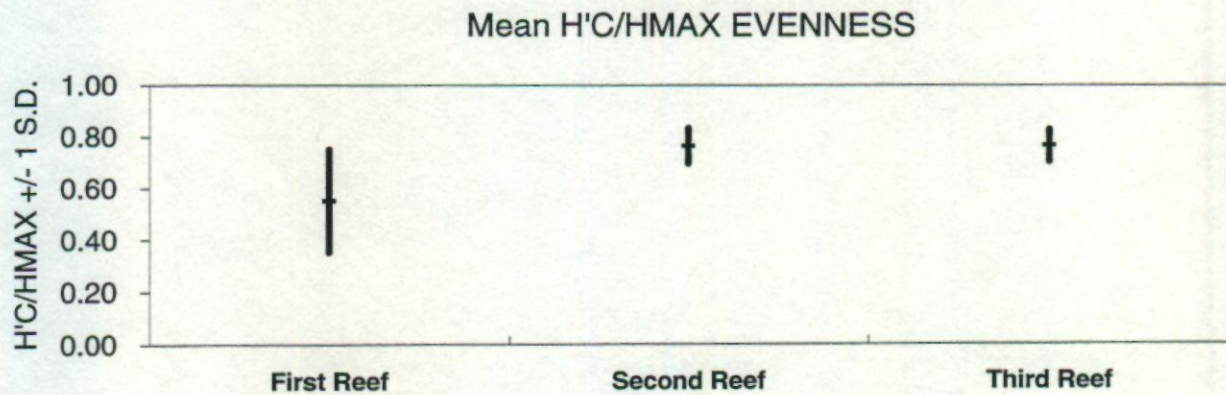 Mean H'C/HMAX EVENNESS
H'C/HMAX +/- 1 S.D.
1.00
0.80
0.60
0.40
0.20
0.00
First Reef Second Reef Third Reef